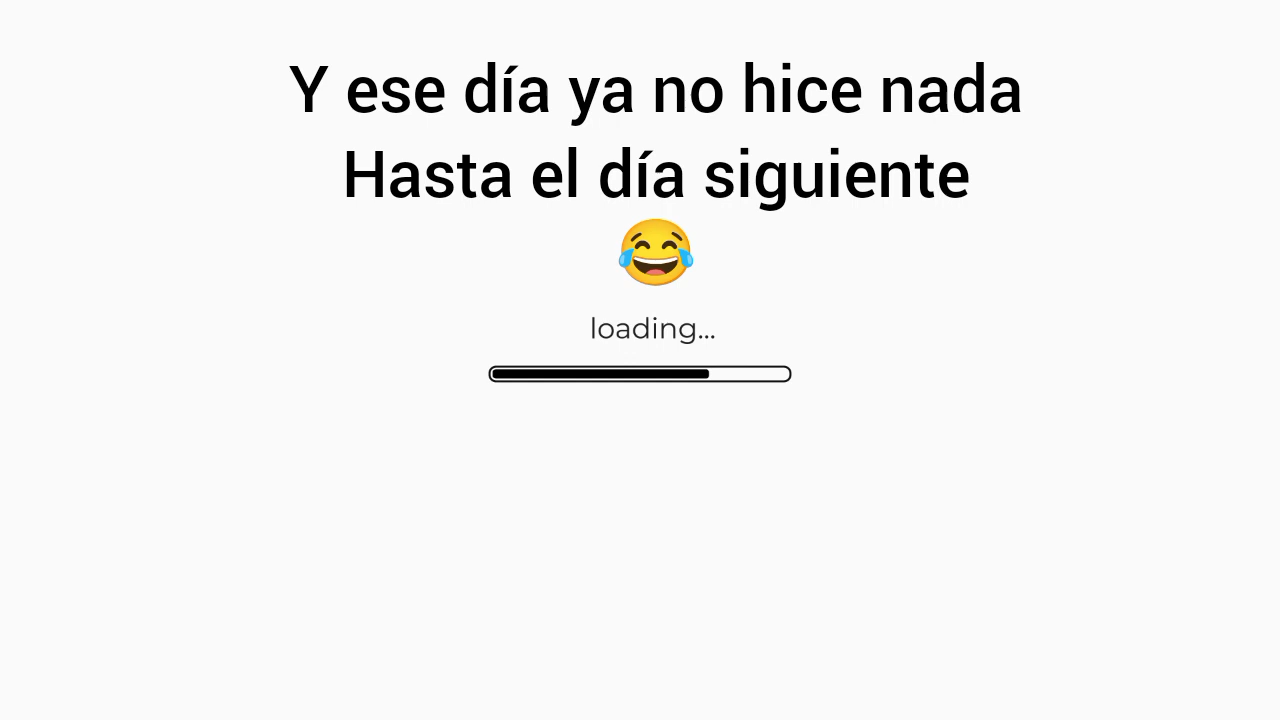 Y ese día ya no hice nada
Hasta el día siguiente
😂
loading...